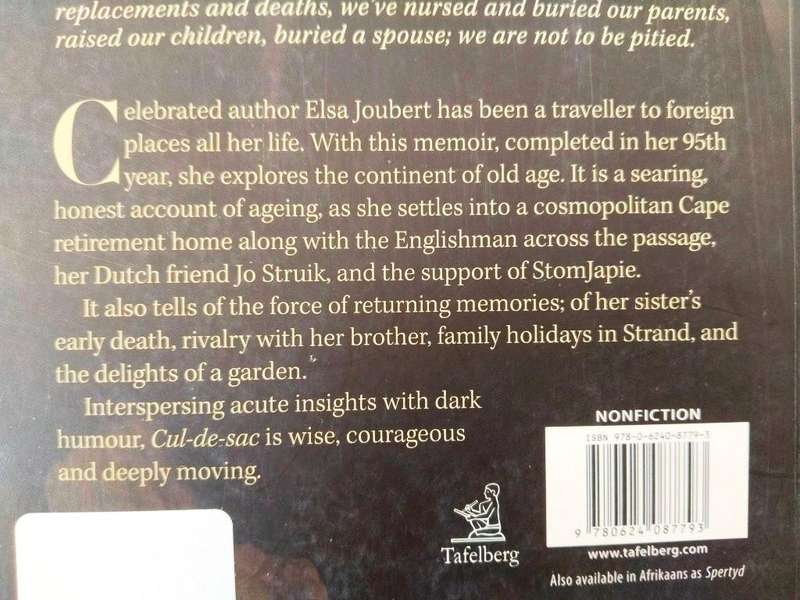 replacements and deaths, we've nursed and buried our parents,
raised our children, buried a spouse; we are not to be pitied.
Celebrated author Elsa Joubert has been a traveller to foreign
places all her life. With this memoir, completed in her 95th
year, she explores the continent of old age. It is a searing,
honest account of ageing, as she settles into a cosmopolitan Cape
retirement home along with the Englishman across the passage,
her Dutch friend Jo Struik, and the support of StomJapie.
It also tells of the force of returning memories; of her sister's
early death, rivalry with her brother, family holidays in Strand, and
the delights of a garden.
Interspersing acute insights with dark
humour, Cul-de-sac is wise, courageous
and deeply moving.
NONFICTION
ISBN 978-0-6240-8779-3
9 780624 087793
Tafelberg
www.tafelberg.com
Also available in Afrikaans as Spertyd